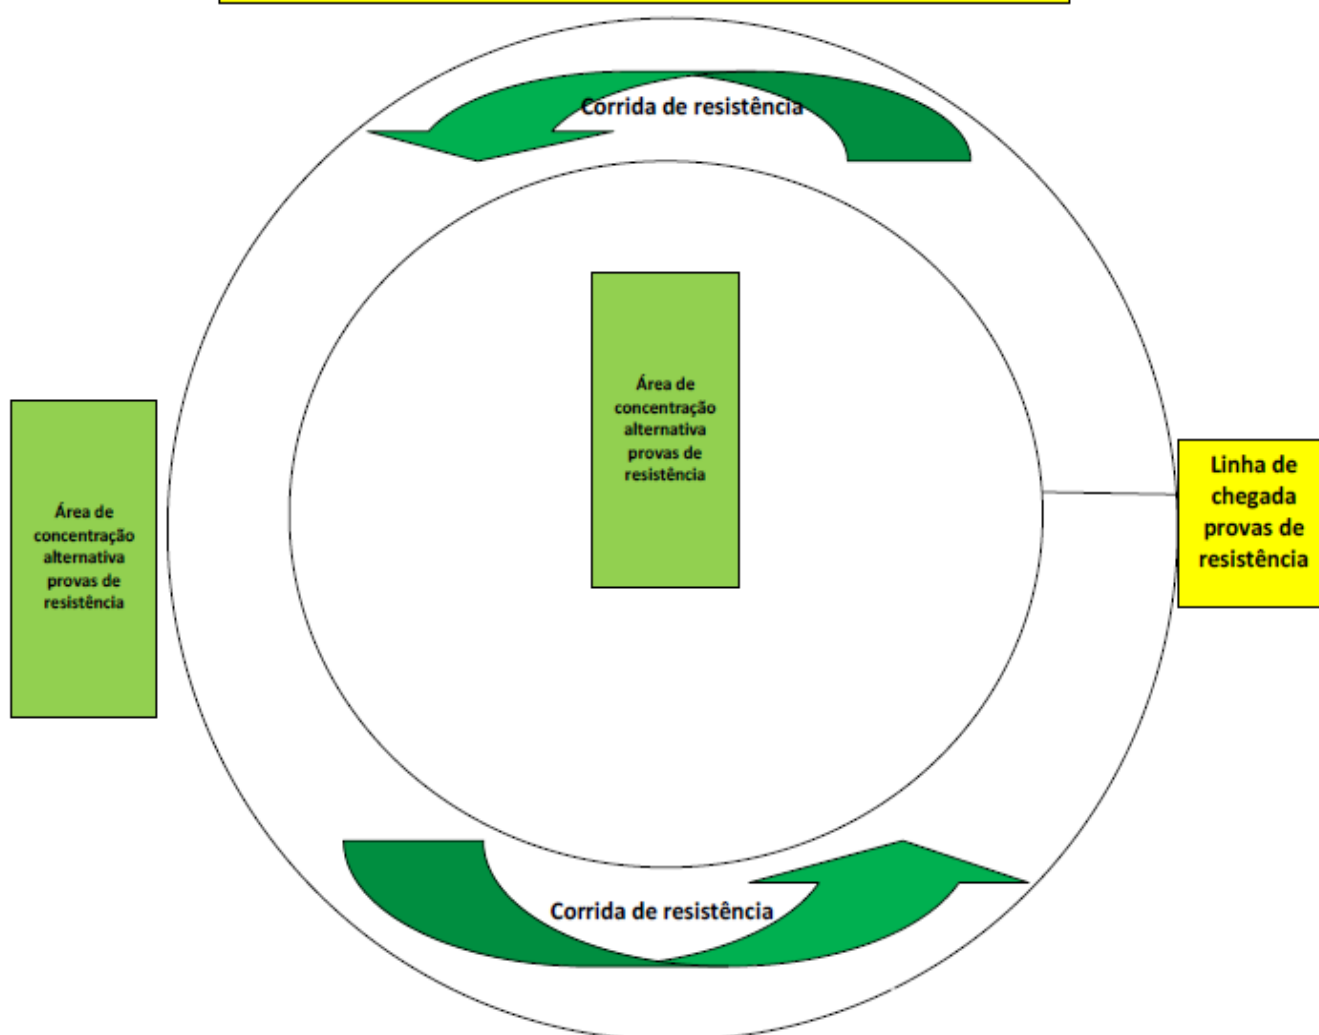 Corrida de resistência
Área de
concentração
alternativa
provas de
resistência
Área de
concentração
alternativa
provas de
resistência
Linha de
chegada
provas de
resistência
Corrida de resistência